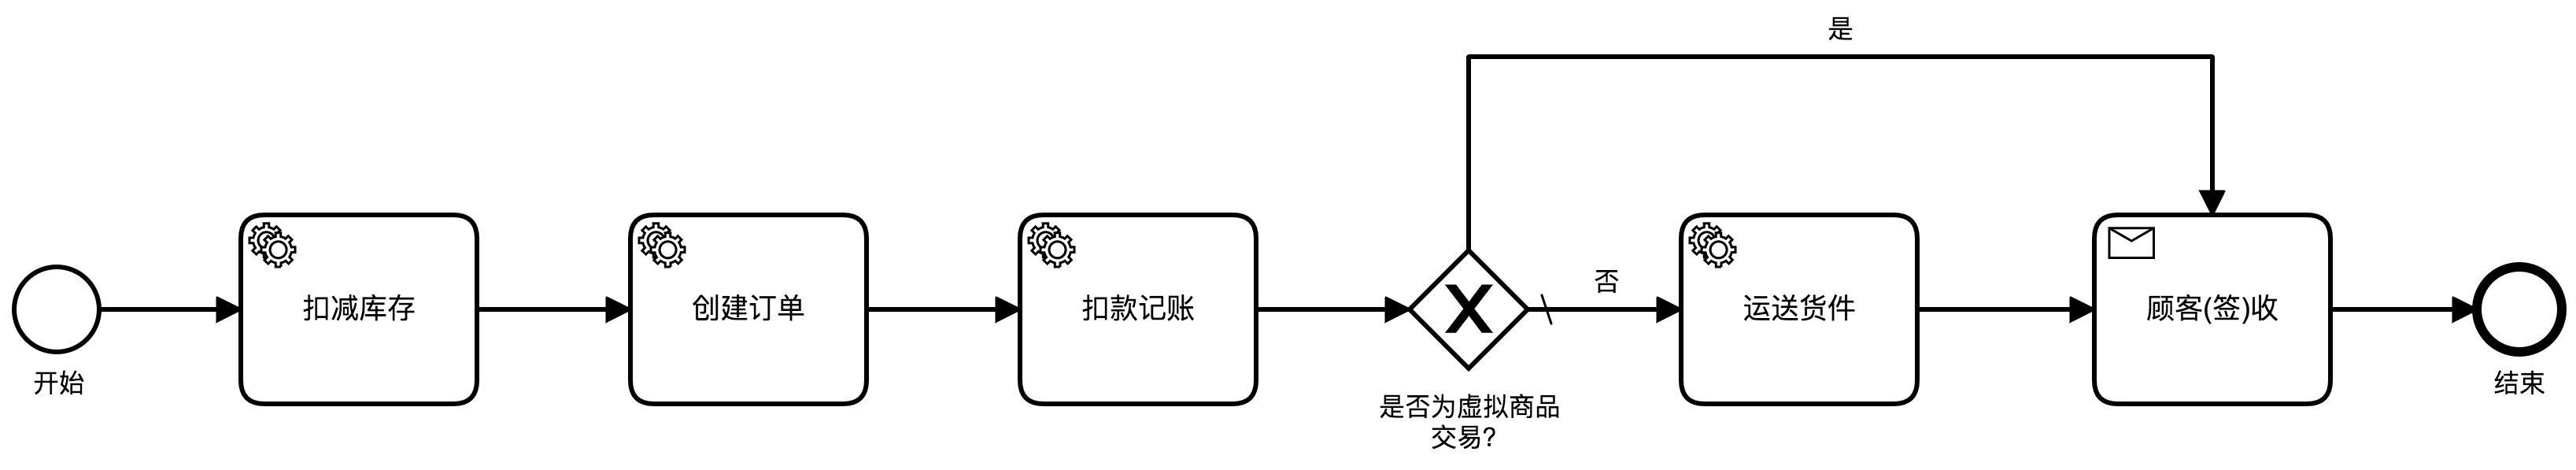 是
扣减库存
创建订单
扣款记账
否
运送货件
顾客(签)收
开始
是否为虚拟商品
交易?
结束